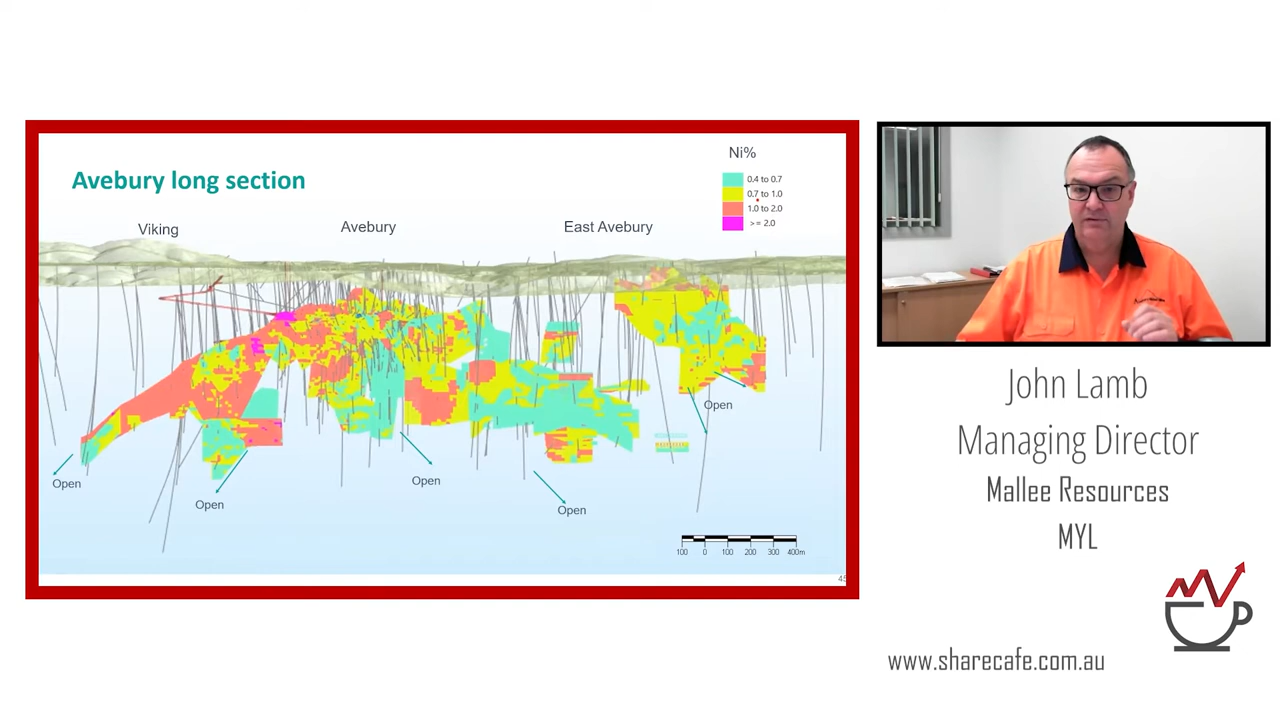 Avebury long section
Ni%
0.4 to 0.7
0.7 to 1.0
1.0 to 2.0
>= 2.0
Viking
Avebury
East Avebury
Open
Open
Open
Open
Open
100 0 100 200 300 400m
45
John Lamb
Managing Director
Mallee Resources
MYL
www.sharecafe.com.au